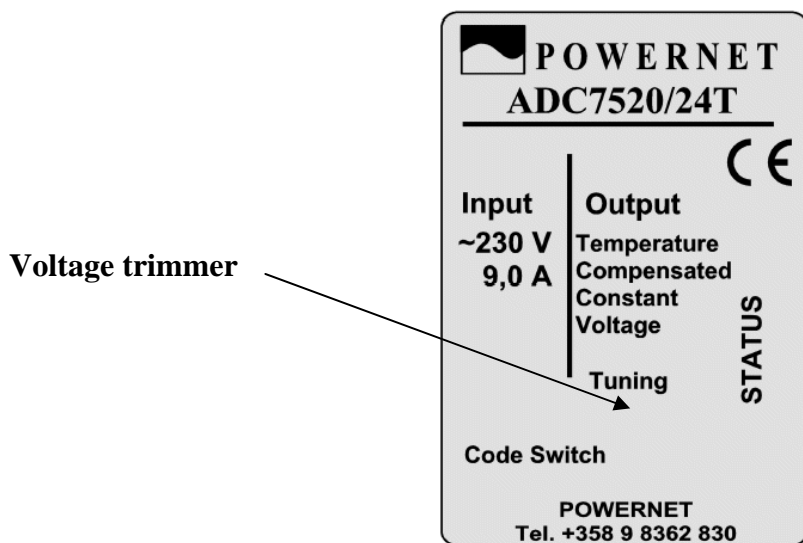 POWERNET
ADC7520/24T
CE
Input
~230 V
9,0 A
Output
Temperature
Compensated
Constant
Voltage
STATUS
Voltage trimmer
Tuning
Code Switch
POWERNET
Tel. +358 9 8362 830